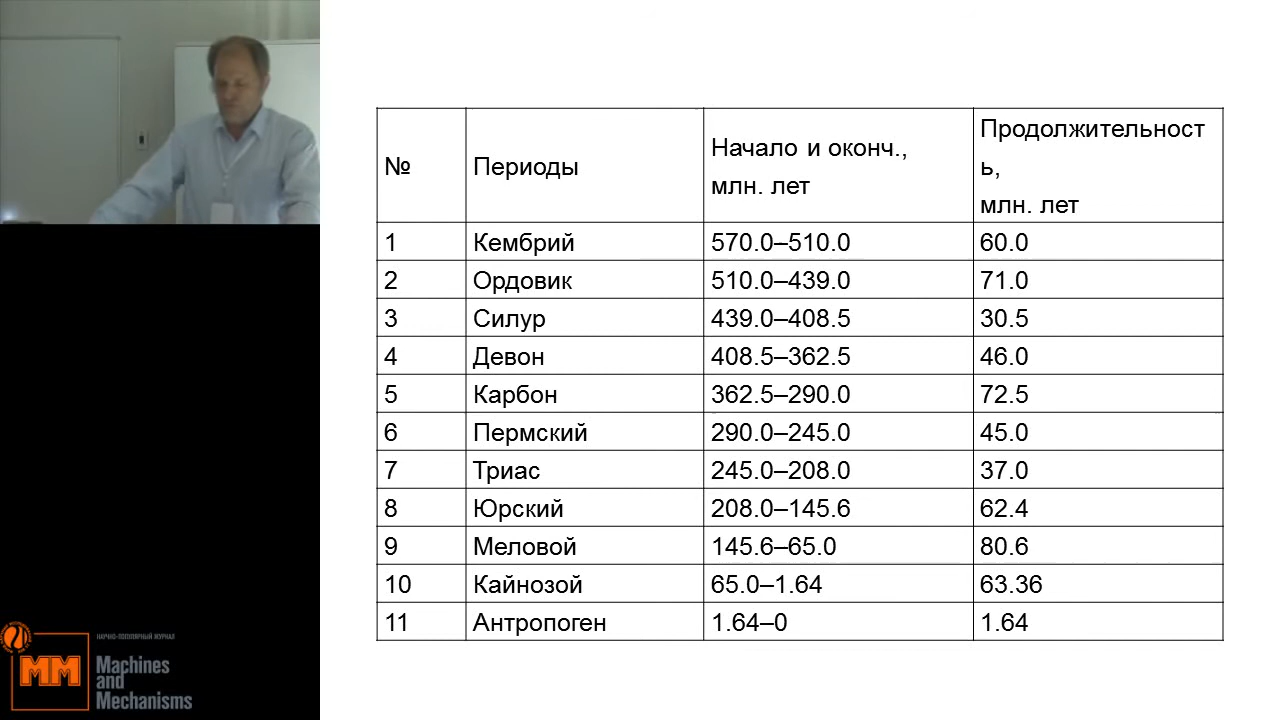 № Периоды Начало и оконч., млн. лет Продолжительност
ь,
млн. лет
1 Кембрий 570.0–510.0 60.0
2 Ордовик 510.0–439.0 71.0
3 Силур 439.0–408.5 30.5
4 Девон 408.5–362.5 46.0
5 Карбон 362.5–290.0 72.5
6 Пермский 290.0–245.0 45.0
7 Триас 245.0–208.0 37.0
8 Юрский 208.0–145.6 62.4
9 Меловой 145.6–65.0 80.6
10 Кайнозой 65.0–1.64 63.36
11 Антропоген 1.64–0 1.64
НАУЧНО-ПОПУЛЯРНЫЙ ЖУРНАЛ
ММ
Machines
and
Mechanisms